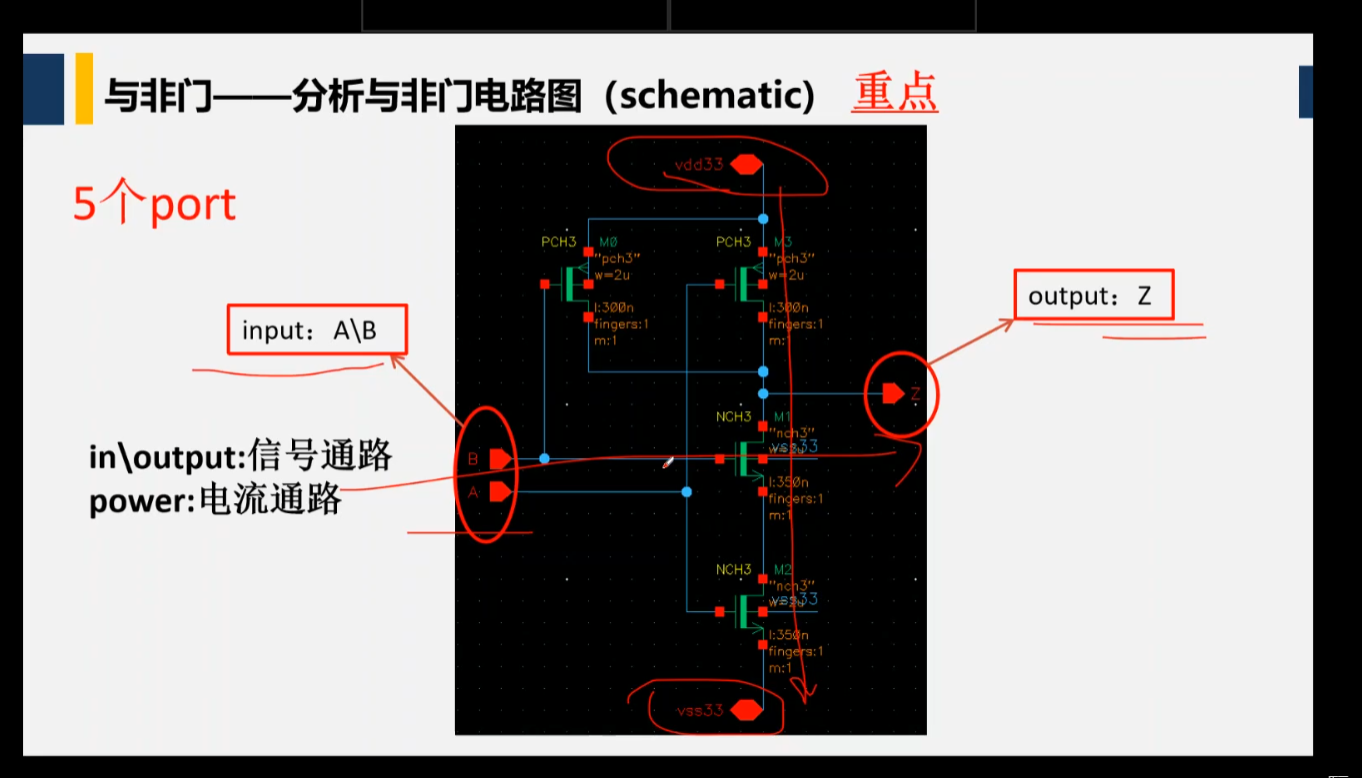 与非门——分析与非门电路图（schematic） 重点
5个port
vdd33
PCH3 M0
"pch3"
w=2u
l:300n
fingers:1
m:1
PCH3 M3
"pch3"
w=2u
l:300n
fingers:1
m:1
input：A\B
output：Z
Z
in\output:信号通路
power:电流通路
B
A
NCH3 M1
"nch3"
vss33
l:350n
fingers:1
m:1
NCH3 M2
"nch3"
vss33
l:350n
fingers:1
m:1
vss33